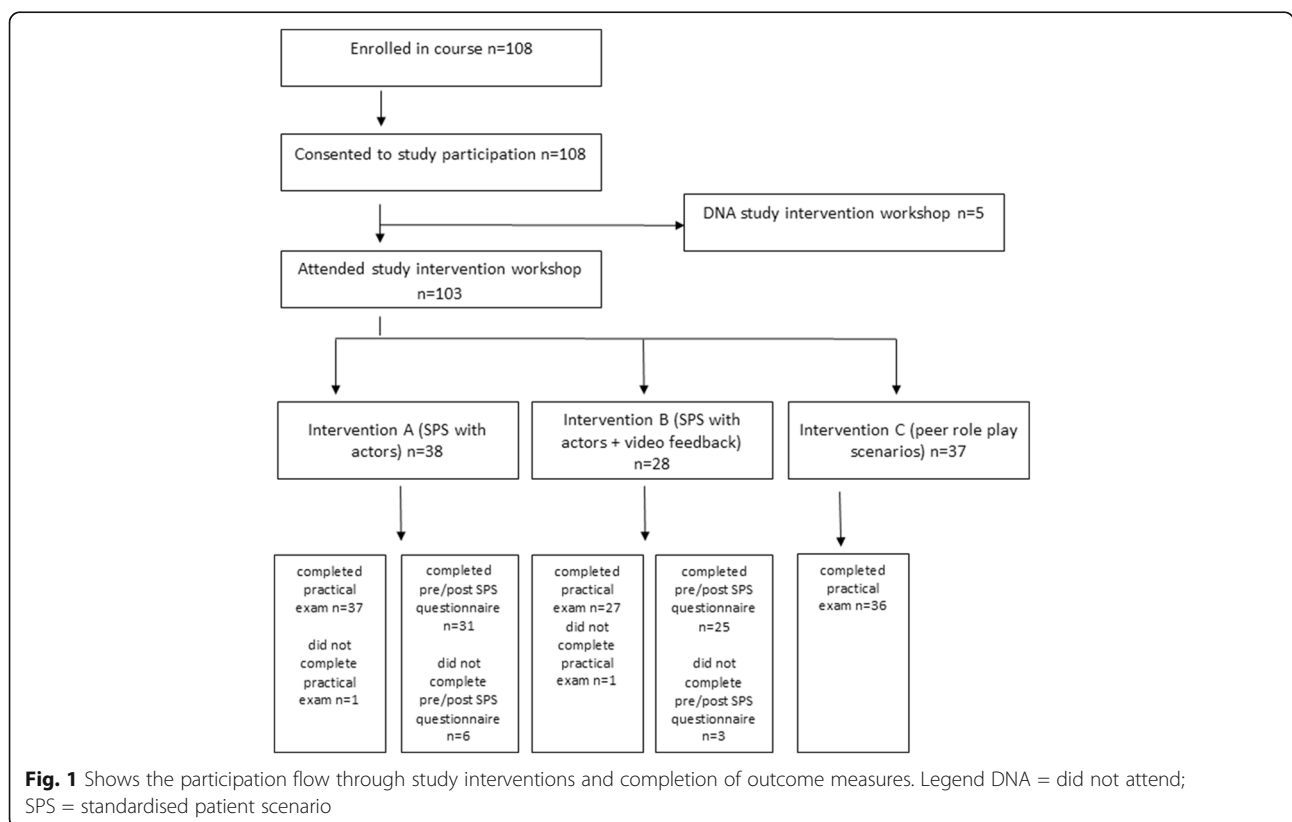 Enrolled in course n=108
Consented to study participation n=108
DNA study intervention workshop n=5
Attended study intervention workshop
n=103
Intervention A (SPS with
actors) n=38
Intervention B (SPS with
actors + video feedback)
n=28
Intervention C (peer role play
scenarios) n=37
completed
practical
exam n=37
did not
complete
practical
exam n=1
completed
pre/post SPS
questionnaire
n=31
did not
complete
pre/post SPS
questionnaire
n=6
completed
practical
exam n=27
did not
complete
practical
exam n=1
completed
pre/post SPS
questionnaire
n=25
did not
complete
pre/post SPS
questionnaire
n=3
completed
practical
exam n=36
Fig. 1 Shows the participation flow through study interventions and completion of outcome measures. Legend DNA = did not attend;
SPS = standardised patient scenario